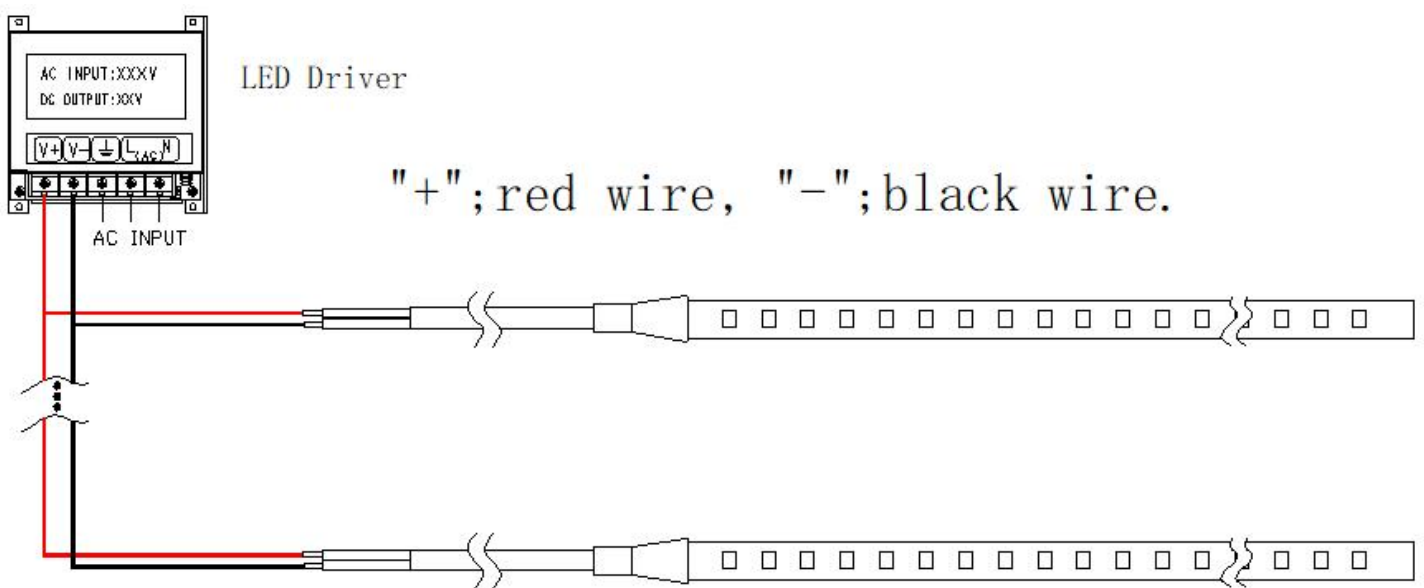 AC INPUT:XXXV
DC OUTPUT:XXV
LED Driver
V+ V- L(AC)N
"+";red wire, "-";black wire.
AC INPUT